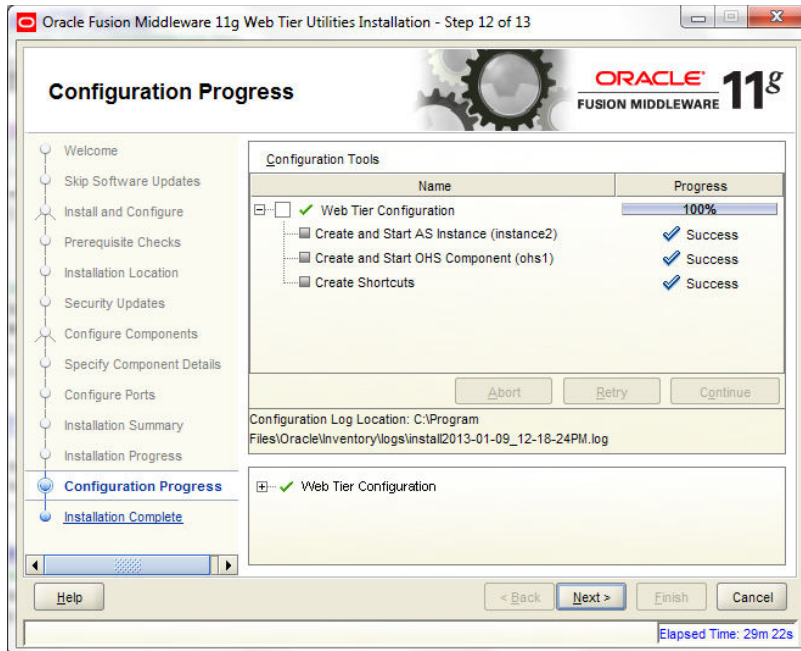 Oracle Fusion Middleware 11g Web Tier Utilities Installation - Step 12 of 13
Configuration Progress
ORACLE
FUSION MIDDLEWARE
11g
Welcome
Skip Software Updates
Install and Configure
Prerequisite Checks
Installation Location
Security Updates
Configure Components
Specify Component Details
Configure Ports
Installation Summary
Installation Progress
Configuration Progress
Installation Complete
Configuration Tools
Name Progress
Web Tier Configuration 100%
Create and Start AS Instance (instance2) Success
Create and Start OHS Component (ohs1) Success
Create Shortcuts Success
Abort Retry Continue
Configuration Log Location: C:\Program
Files\Oracle\Inventory\logs\install2013-01-09_12-18-24PM.log
Web Tier Configuration
Help < Back Next > Finish Cancel
Elapsed Time: 29m 22s